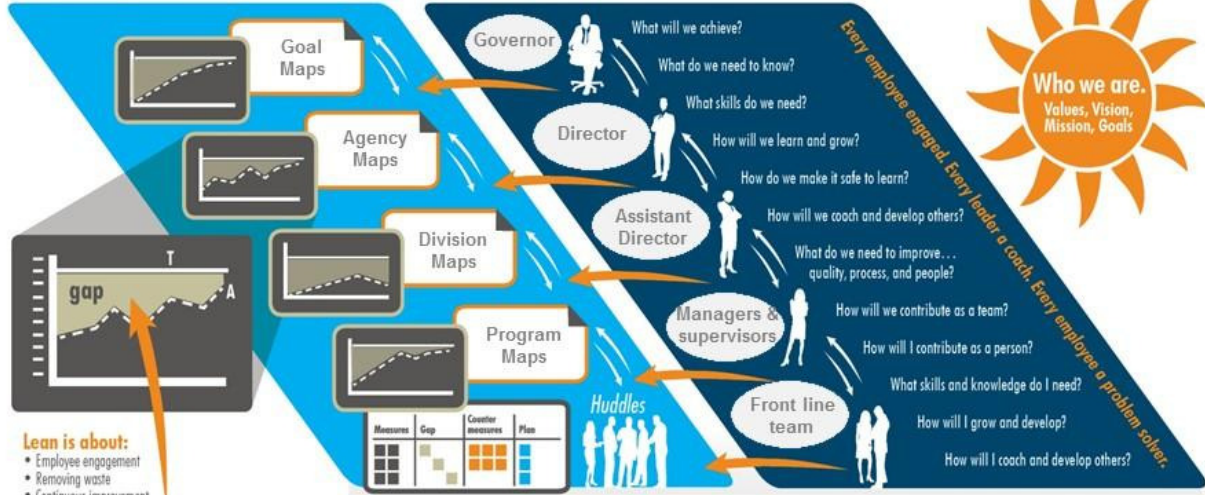 Goal
Maps
Agency
Maps
Division
Maps
Program
Maps
T
gap
A
Lean is about:
• Employee engagement
• Removing waste
• Continuous improvement
Measures
Gap
Counter
measures
Plan
Huddles
Governor
Director
Assistant
Director
Managers &
supervisors
Front line
team
What will we achieve?
What do we need to know?
What skills do we need?
How will we learn and grow?
How do we make it safe to learn?
How will we coach and develop others?
What do we need to improve...
quality, process, and people?
How will we contribute as a team?
How will I contribute as a person?
What skills and knowledge do I need?
How will I grow and develop?
How will I coach and develop others?
Every employee engaged. Every leader a coach. Every employee a problem solver.
Who we are.
Values, Vision,
Mission, Goals